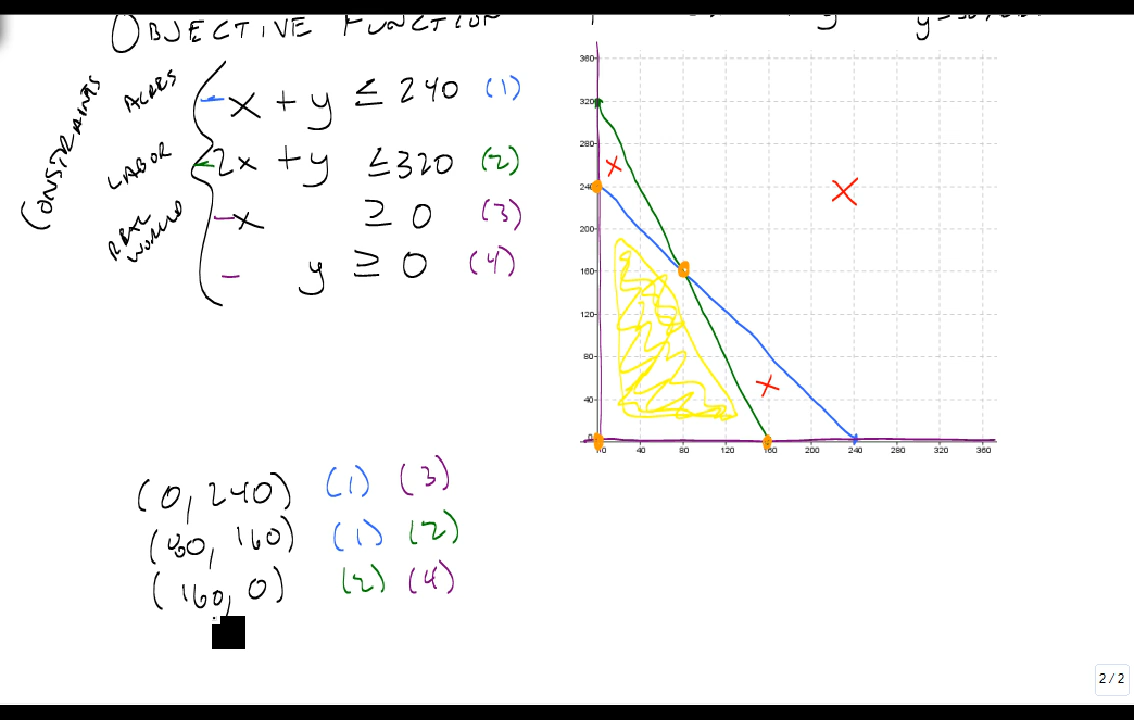 OBJECTIVE FUNCTION
CONSTRAINTS
ACRES
x + y ≤ 240 (1)
LABOR
2x + y ≤ 320 (2)
REAL WORLD
x ≥ 0 (3)
y ≥ 0 (4)
(0, 240) (1) (3)
(80, 160) (1) (2)
(160, 0) (2) (4)
360
320
280
240
200
160
120
80
40
0
40 80 120 160 200 240 280 320 360
2 / 2